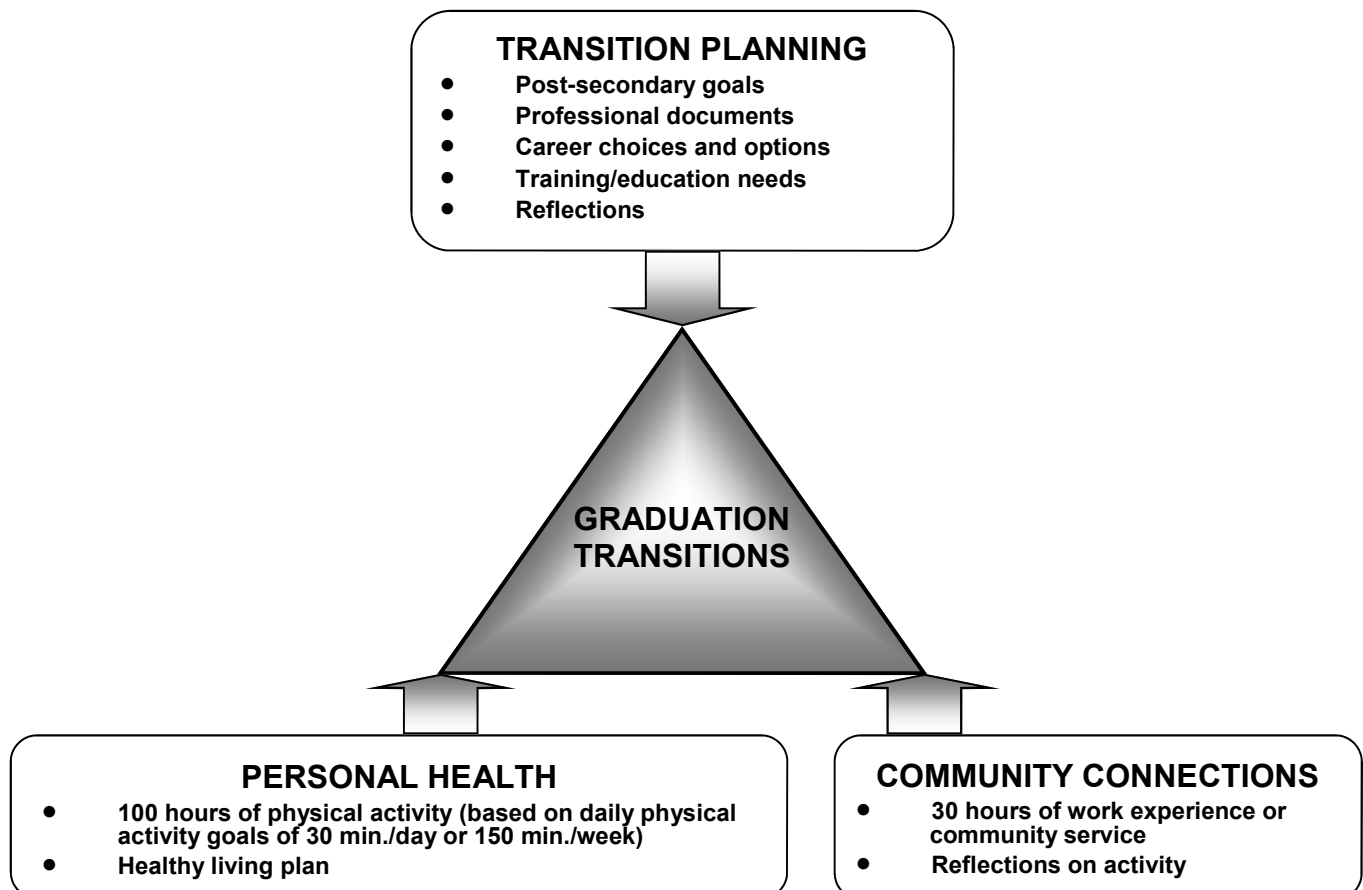 TRANSITION PLANNING
• Post-secondary goals
• Professional documents
• Career choices and options
• Training/education needs
• Reflections
GRADUATION
TRANSITIONS
PERSONAL HEALTH
• 100 hours of physical activity (based on daily physical
activity goals of 30 min./day or 150 min./week)
• Healthy living plan
COMMUNITY CONNECTIONS
• 30 hours of work experience or
community service
• Reflections on activity